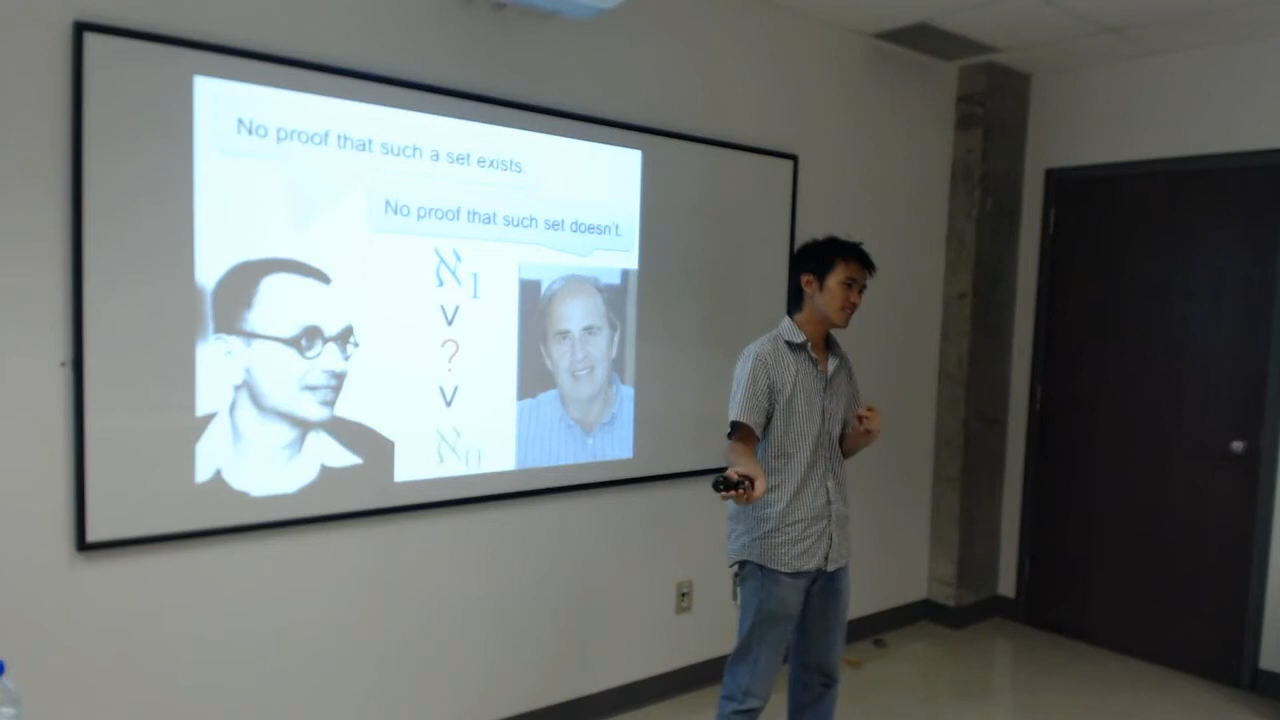 No proof that such a set exists.
No proof that such set doesn't.
ℵ1
v
?
v
ℵ0